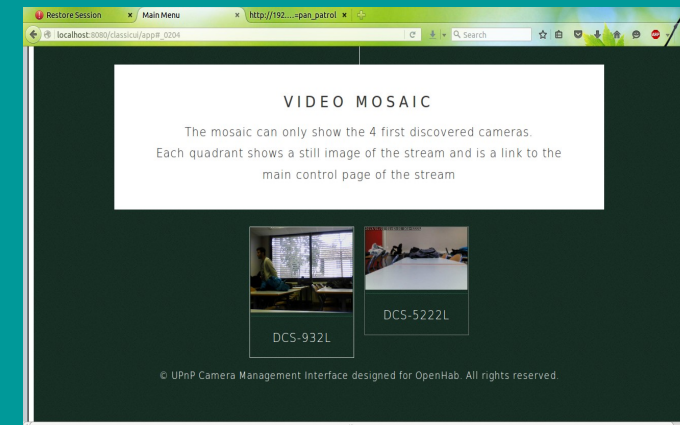 Restore Session
Main Menu
http://192....=pan_patrol
localhost:8080/classicui/app#_0204
Search
VIDEO MOSAIC
The mosaic can only show the 4 first discovered cameras.
Each quadrant shows a still image of the stream and is a link to the
main control page of the stream
DCS-932L
DCS-5222L
© UPnP Camera Management Interface designed for OpenHab. All rights reserved.